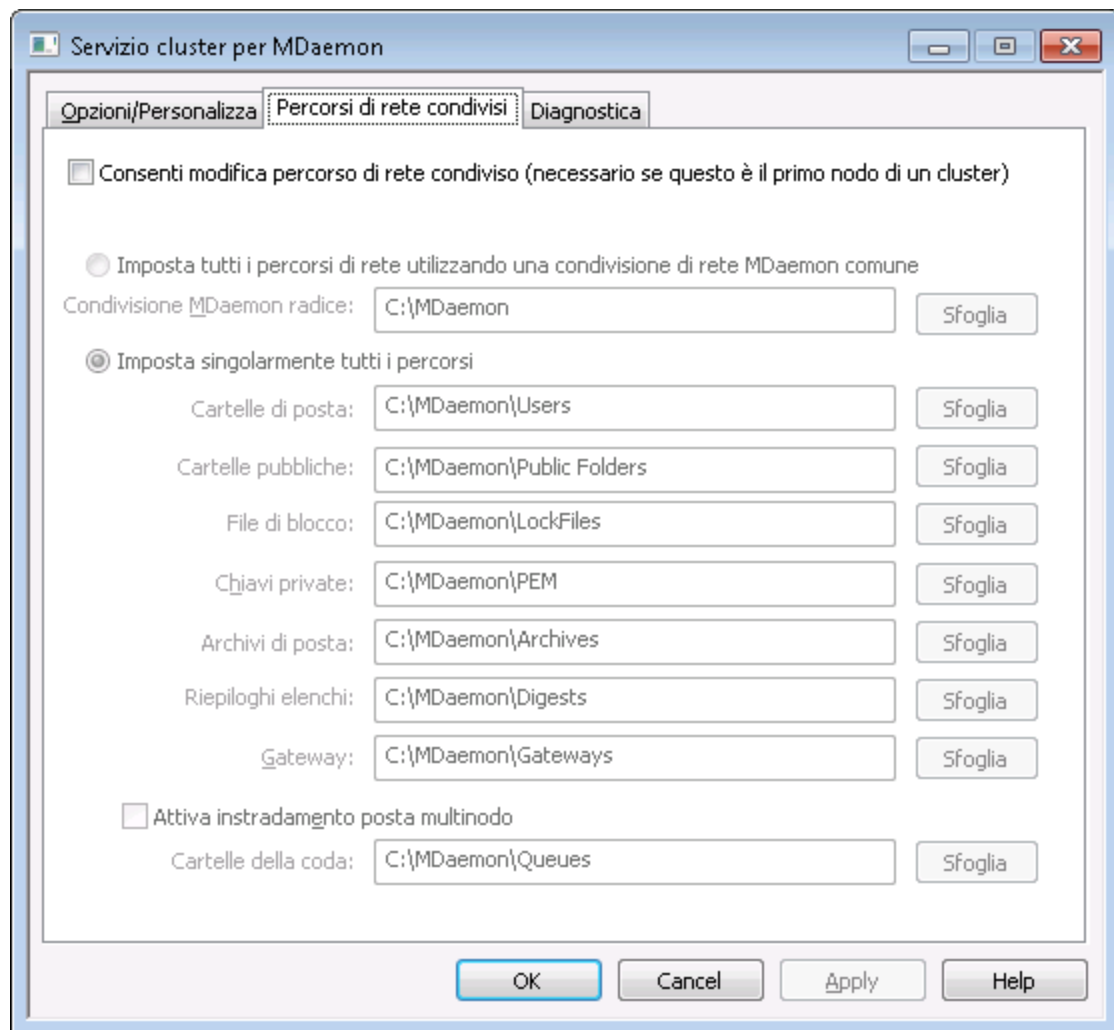 Servizio cluster per MDaemon
Opzioni/Personalizza Percorsi di rete condivisi Diagnostica
Consenti modifica percorso di rete condiviso (necessario se questo è il primo nodo di un cluster)
Imposta tutti i percorsi di rete utilizzando una condivisione di rete MDaemon comune
Condivisione MDaemon radice: C:\MDaemon Sfoglia
Imposta singolarmente tutti i percorsi
Cartelle di posta: C:\MDaemon\Users Sfoglia
Cartelle pubbliche: C:\MDaemon\Public Folders Sfoglia
File di blocco: C:\MDaemon\LockFiles Sfoglia
Chiavi private: C:\MDaemon\PEM Sfoglia
Archivi di posta: C:\MDaemon\Archives Sfoglia
Riepiloghi elenchi: C:\MDaemon\Digests Sfoglia
Gateway: C:\MDaemon\Gateways Sfoglia
Attiva instradamento posta multinodo
Cartelle della coda: C:\MDaemon\Queues Sfoglia
OK Cancel Apply Help